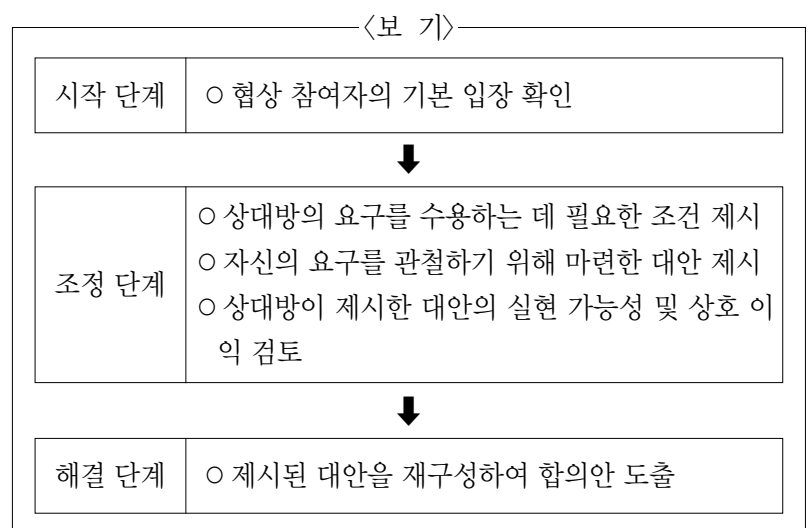 〈보 기〉
시작 단계
○ 협상 참여자의 기본 입장 확인
조정 단계
○ 상대방의 요구를 수용하는 데 필요한 조건 제시
○ 자신의 요구를 관철하기 위해 마련한 대안 제시
○ 상대방이 제시한 대안의 실현 가능성 및 상호 이
익 검토
해결 단계
○ 제시된 대안을 재구성하여 합의안 도출